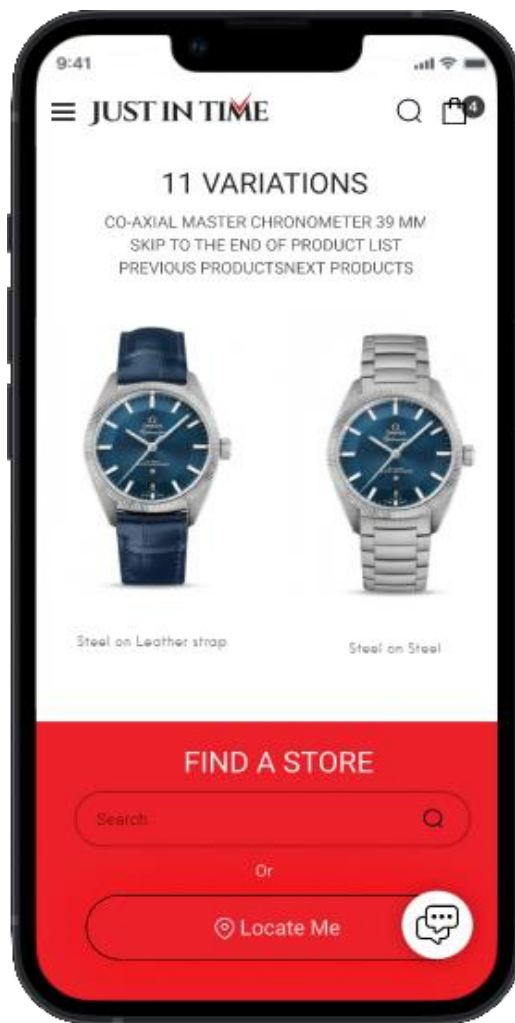 9:41
JUST IN TIME
4
11 VARIATIONS
CO-AXIAL MASTER CHRONOMETER 39 MM
SKIP TO THE END OF PRODUCT LIST
PREVIOUS PRODUCTSNEXT PRODUCTS
Steel on Leather strap
Steel on Steel
FIND A STORE
Search
Or
Locate Me